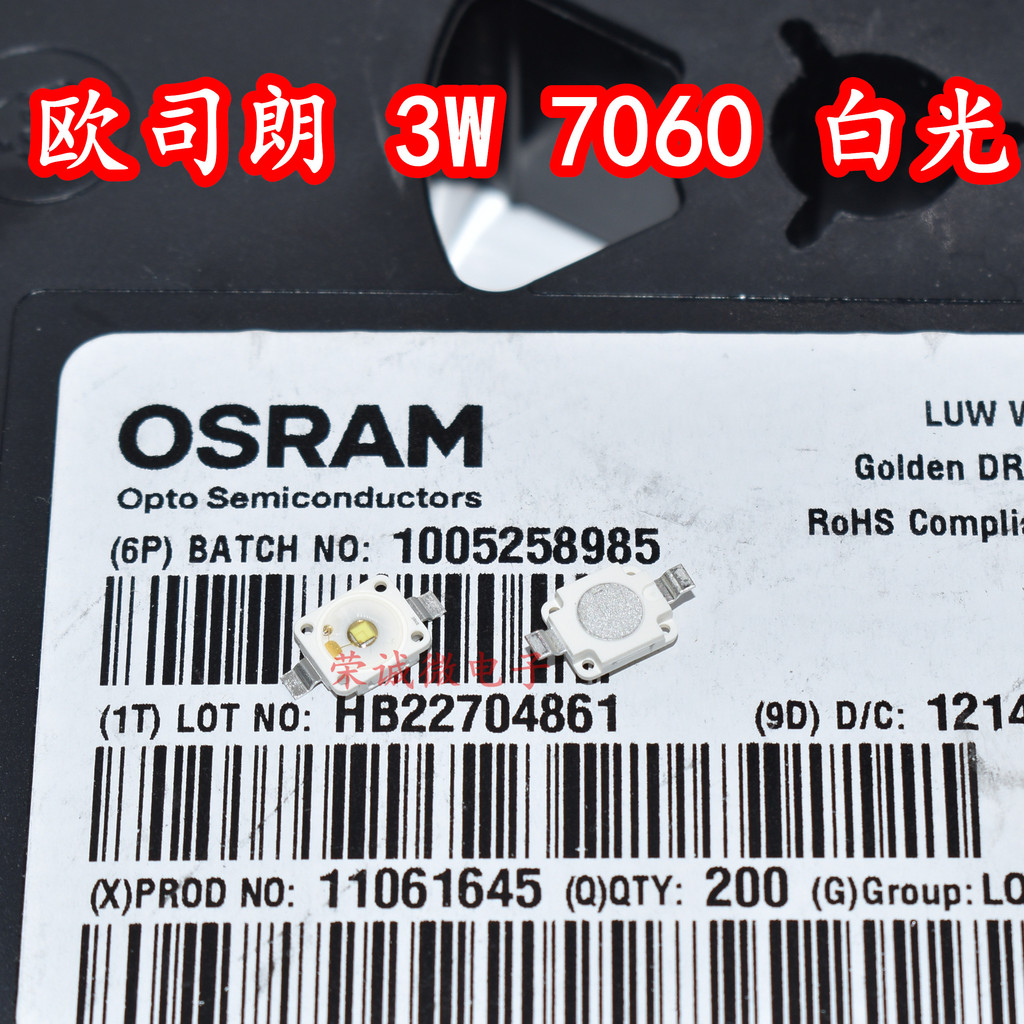 欧司朗 3W 7060 白光
LUW
OSRAM
Golden DR
Opto Semiconductors
RoHS Complia
(6P) BATCH NO: 1005258985
荣诚微电子
(1T) LOT NO: HB22704861 (9D) D/C: 1214
(X)PROD NO: 11061645 (Q)QTY: 200 (G)Group: LO